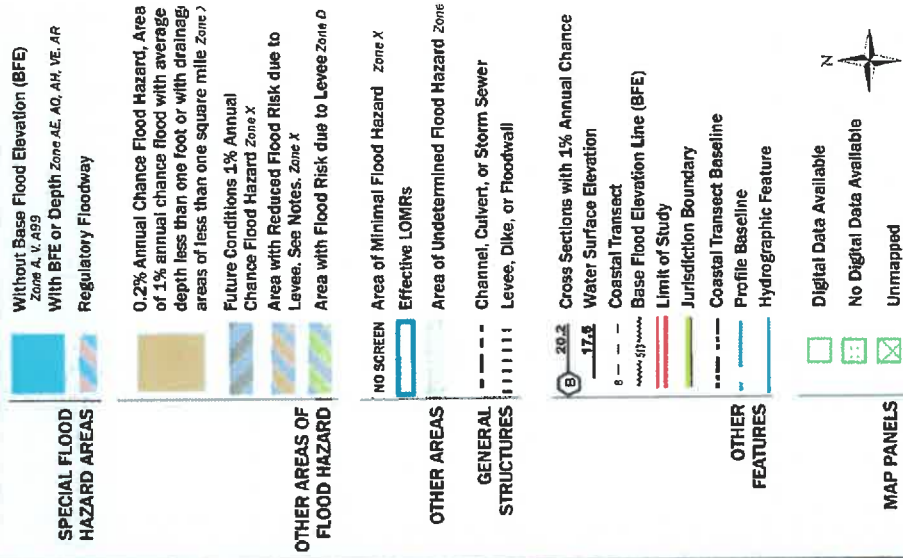 SPECIAL FLOOD
HAZARD AREAS
Without Base Flood Elevation (BFE)
Zone A, V, A99
With BFE or Depth Zone AE, AO, AH, VE, AR
Regulatory Floodway
OTHER AREAS OF
FLOOD HAZARD
0.2% Annual Chance Flood Hazard, Area
of 1% annual chance flood with average
depth less than one foot or with drainag
areas of less than one square mile Zone
Future Conditions 1% Annual
Chance Flood Hazard Zone X
Area with Reduced Flood Risk due to
Levee. See Notes. Zone X
Area with Flood Risk due to Levee Zone D
OTHER AREAS
NO SCREEN Area of Minimal Flood Hazard Zone X
Effective LOMRs
Area of Undetermined Flood Hazard Zone
GENERAL
STRUCTURES
Channel, Culvert, or Storm Sewer
Levee, Dike, or Floodwall
OTHER
FEATURES
B 20.2 Cross Sections with 1% Annual Chance
17.5 Water Surface Elevation
8 Coastal Transect
Base Flood Elevation Line (BFE)
Limit of Study
Jurisdiction Boundary
Coastal Transect Baseline
Profile Baseline
Hydrographic Feature
MAP PANELS
Digital Data Available
No Digital Data Available
Unmapped
N